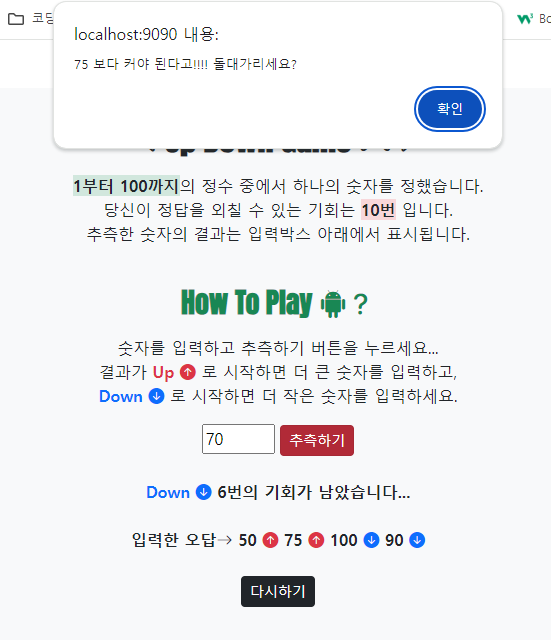 코딩
Bo
localhost:9090 내용:
75 보다 커야 된다고!!!! 돌대가리세요?
확인
Up Down Game
1부터 100까지의 정수 중에서 하나의 숫자를 정했습니다.
당신이 정답을 외칠 수 있는 기회는 10번 입니다.
추측한 숫자의 결과는 입력박스 아래에서 표시됩니다.
How To Play ?
숫자를 입력하고 추측하기 버튼을 누르세요...
결과가 Up 로 시작하면 더 큰 숫자를 입력하고,
Down 로 시작하면 더 작은 숫자를 입력하세요.
70 추측하기
Down 6번의 기회가 남았습니다...
입력한 오답→ 50 75 100 90
다시하기